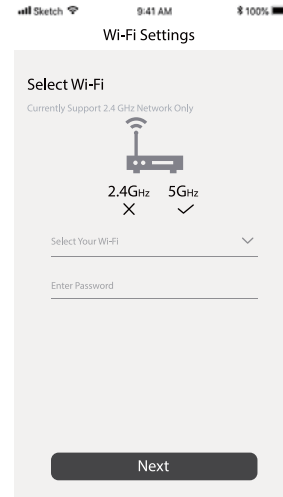 Sketch 9:41 AM 100%
Wi-Fi Settings
Select Wi-Fi
Currently Support 2.4 GHz Network Only
2.4GHz 5GHz
Select Your Wi-Fi
Enter Password
Next